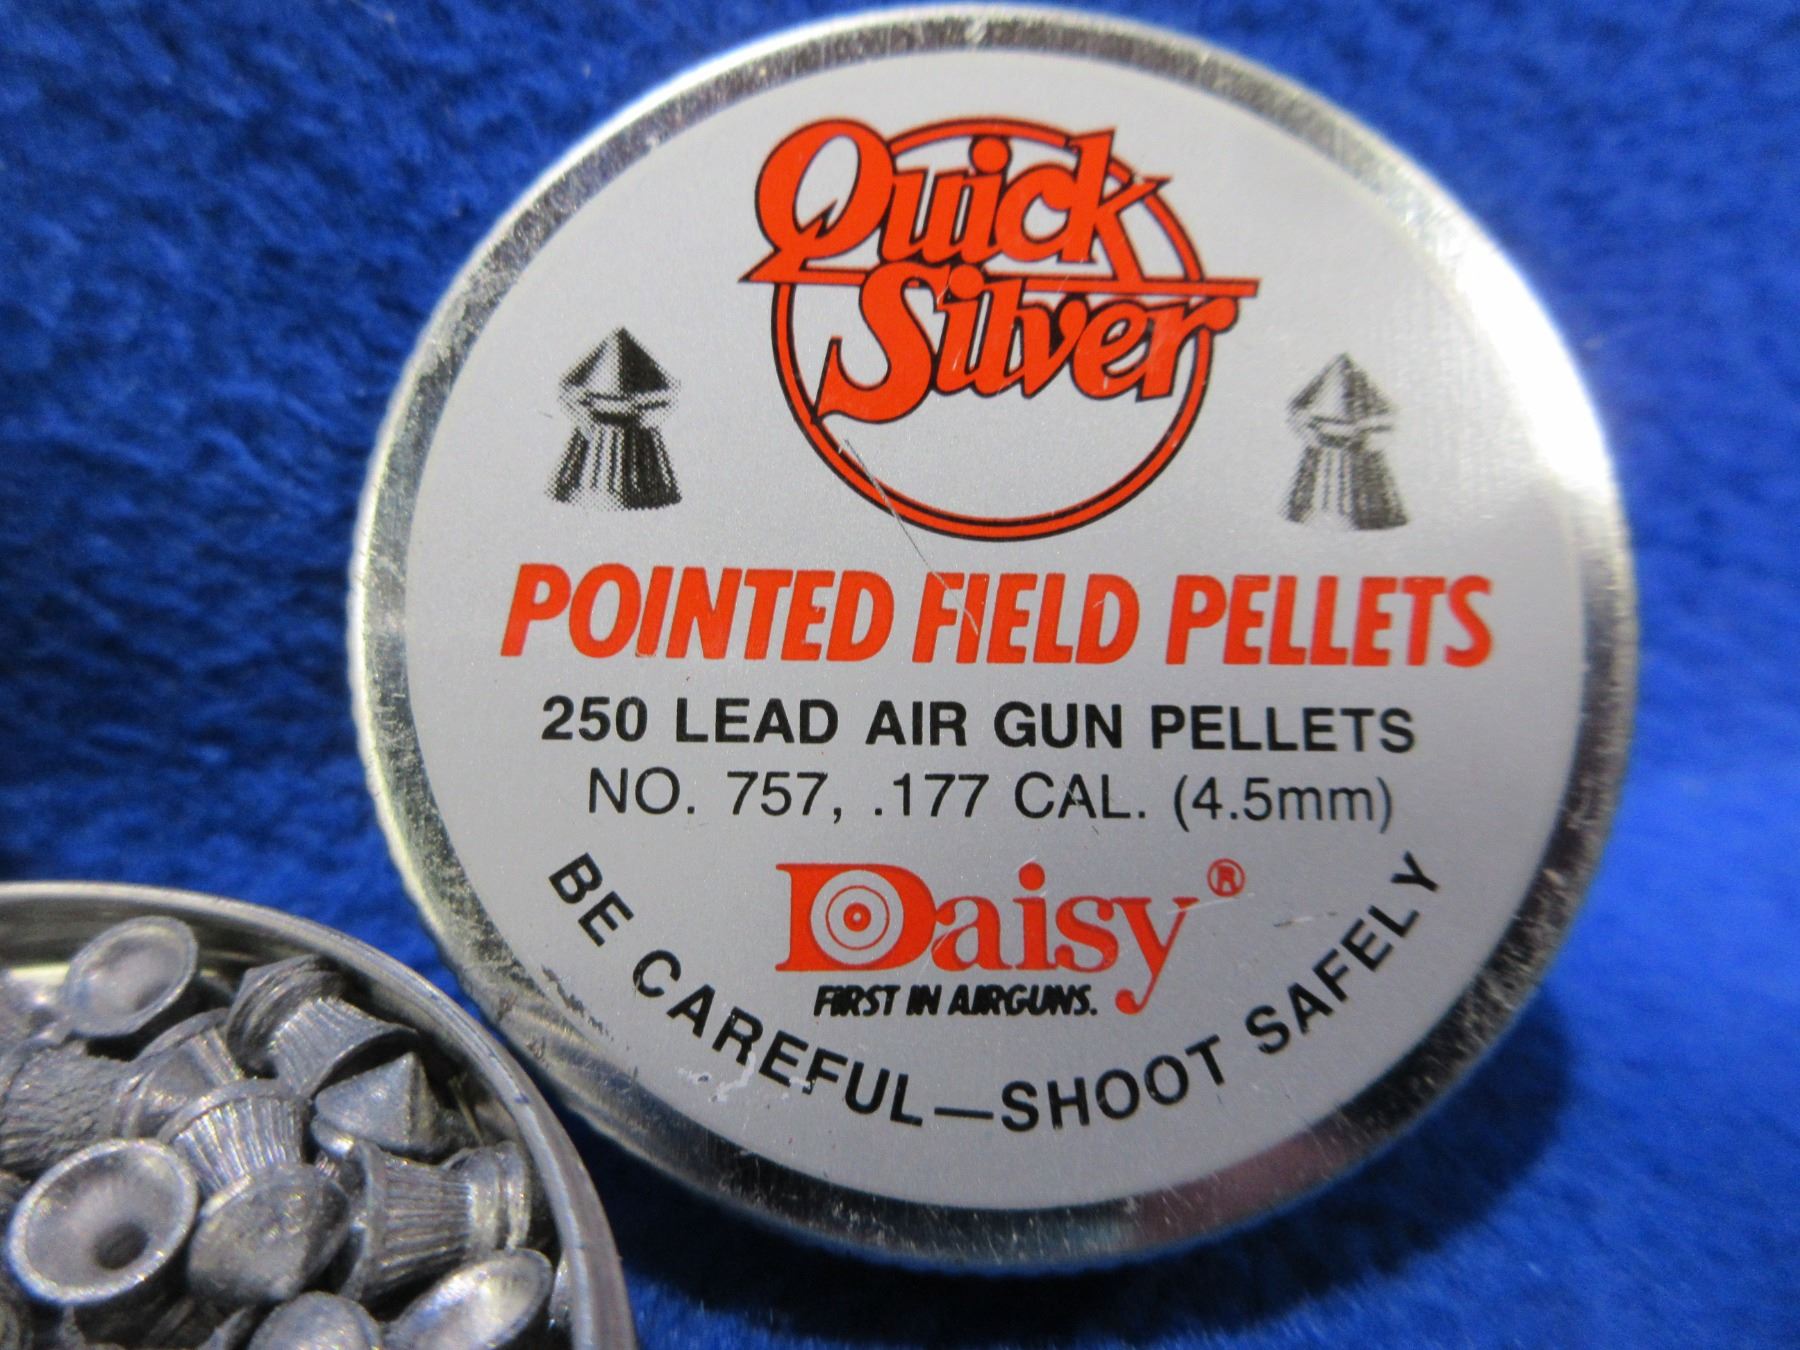 Quick
Silver
POINTED FIELD PELLETS
250 LEAD AIR GUN PELLETS
NO. 757, .177 CAL. (4.5mm)
Daisy®
FIRST IN AIRGUNS.
BE CAREFUL—SHOOT SAFELY